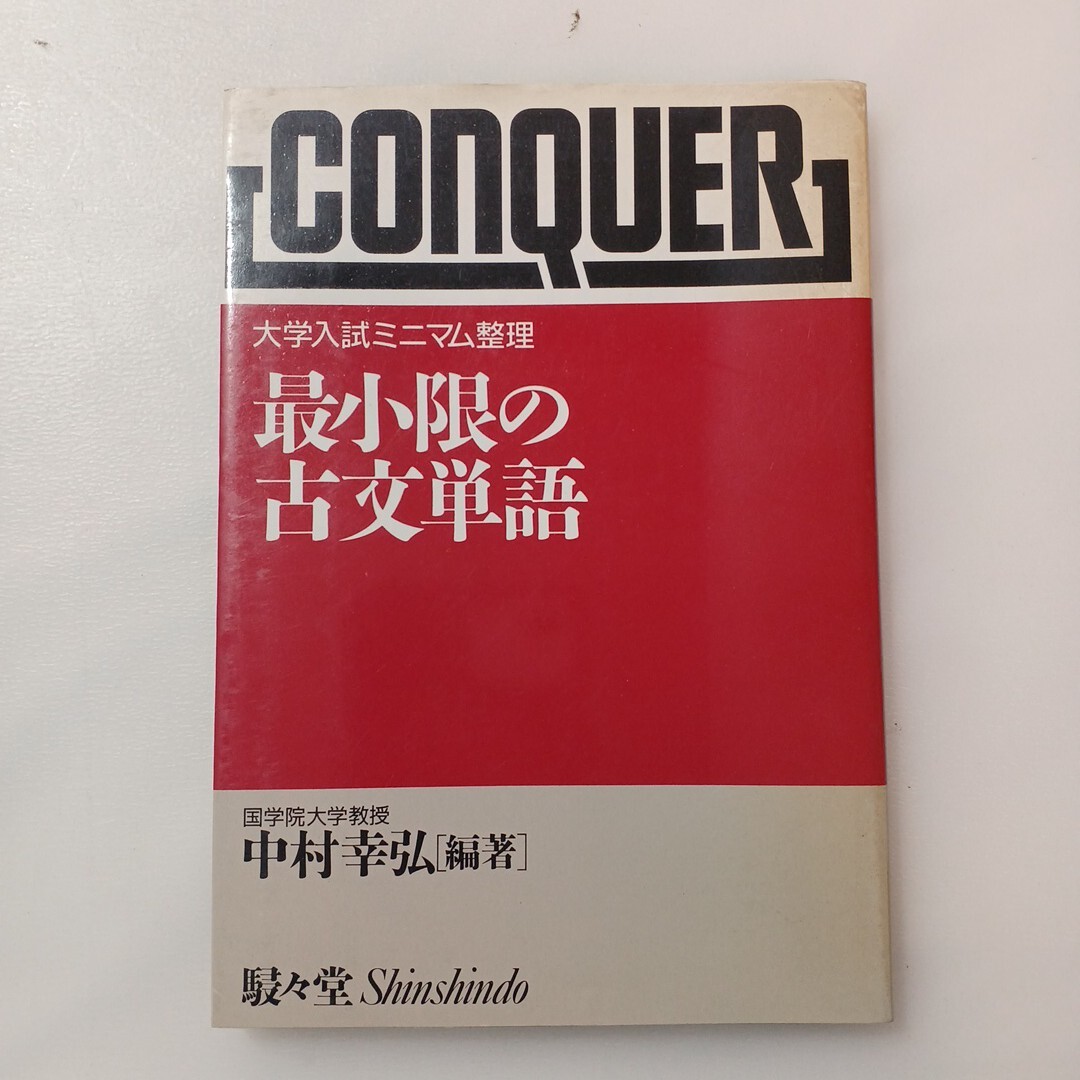 CONQUER
大学入試ミニマム整理
最小限の
古文単語
国学院大学教授
中村幸弘[編著]
駸々堂 Shinshindo